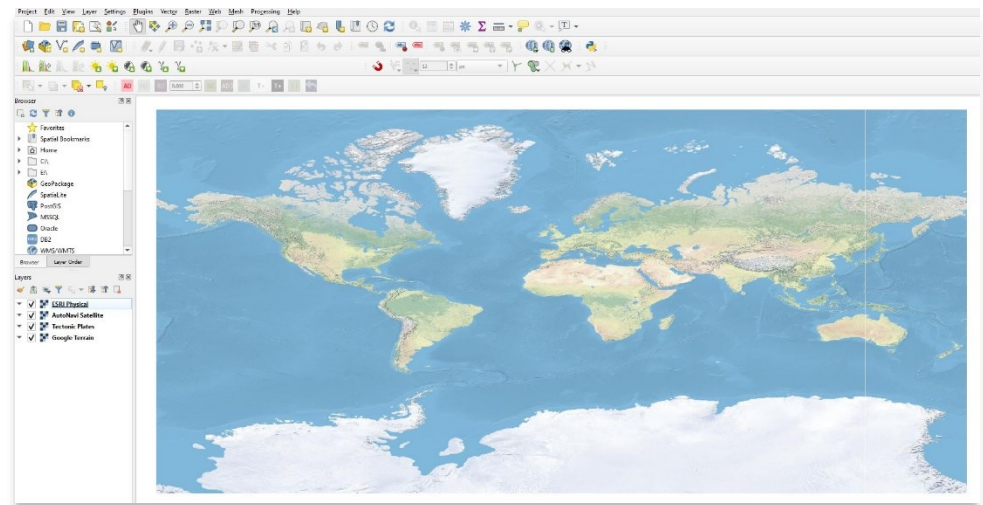 Project Edit View Layer Settings Plugins Vector Raster Web Mesh Processing Help
Browser
Favorites
Spatial Bookmarks
Home
C:\
E:\
GeoPackage
SpatiaLite
PostGIS
MSSQL
Oracle
DB2
WMS/WMTS
Browser Layer Order
Layers
ESRI Physical
AutoNavi Satellite
Tectonic Plates
Google Terrain